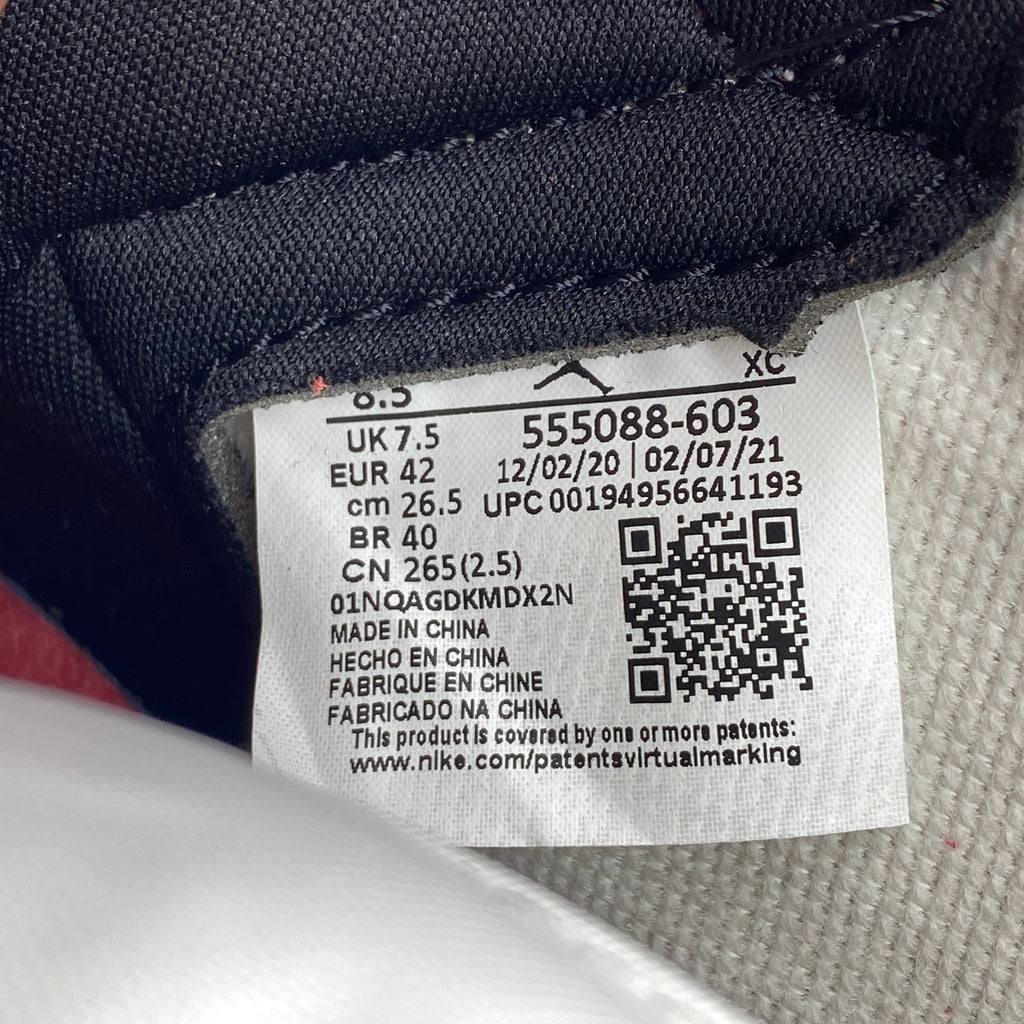 8.5
XC
UK 7.5
555088-603
EUR 42
12/02/20 | 02/07/21
cm 26.5
UPC 00194956641193
BR 40
CN 265(2.5)
01NQAGDKMDX2N
MADE IN CHINA
HECHO EN CHINA
FABRIQUE EN CHINE
FABRICADO NA CHINA
This product is covered by one or more patents:
www.nike.com/patentsvirtualmarking